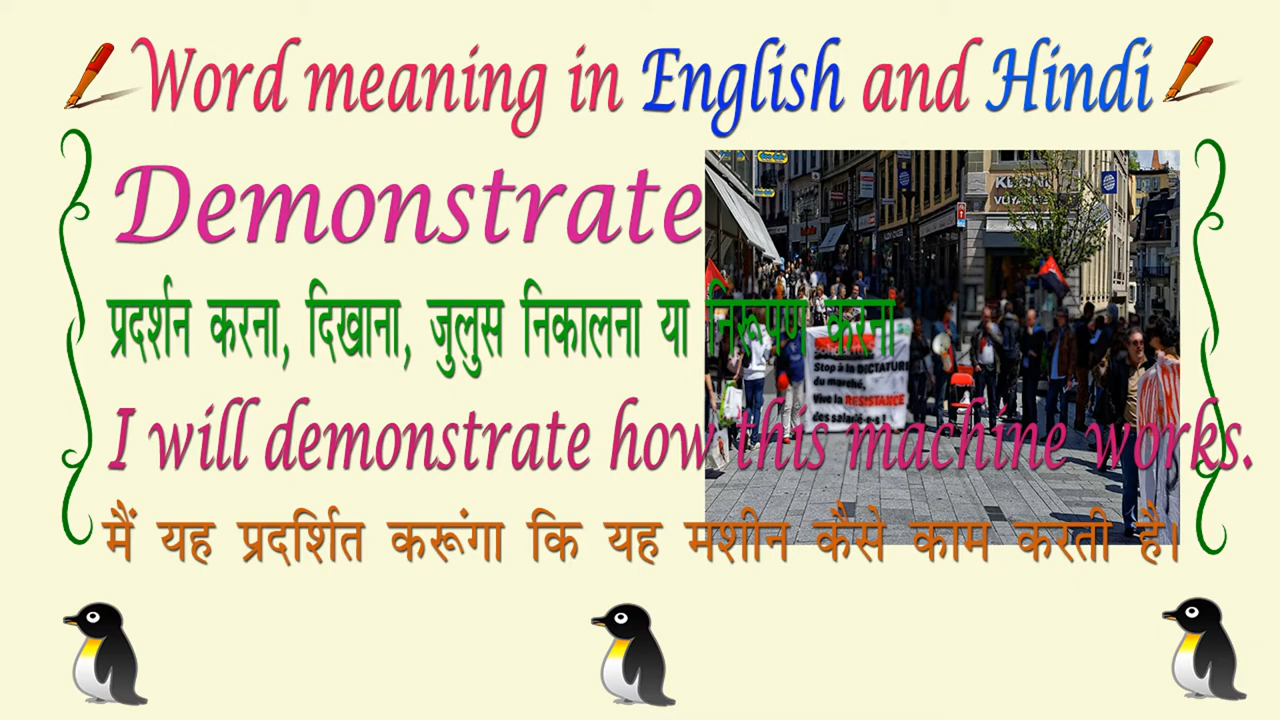 Word meaning in English and Hindi
Demonstrate
प्रदर्शन करना, दिखाना, जुलुस निकालना या निरूपण करना
Stop à la DICTATURE
du marché,
Vive la RESISTANCE
des salarié-e-s !
I will demonstrate how this machine works.
मैं यह प्रदर्शित करूंगा कि यह मशीन कैसे काम करती है।